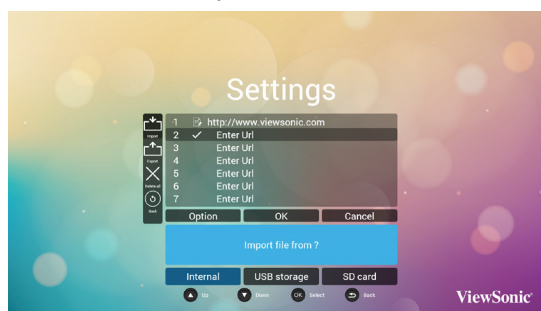 Settings
Import
Export
Delete all
Back
1 http://www.viewsonic.com
2 Enter Url
3 Enter Url
4 Enter Url
5 Enter Url
6 Enter Url
7 Enter Url
Option OK Cancel
Import file from ?
Internal USB storage SD card
Up Down OK Select Back
ViewSonic®